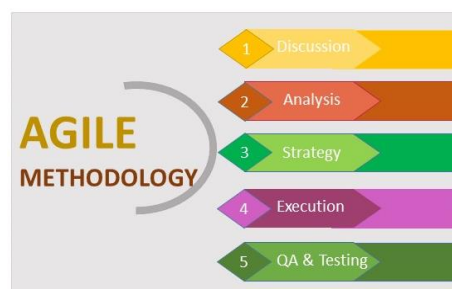 AGILE
METHODOLOGY
1 Discussion
2 Analysis
3 Strategy
4 Execution
5 QA & Testing